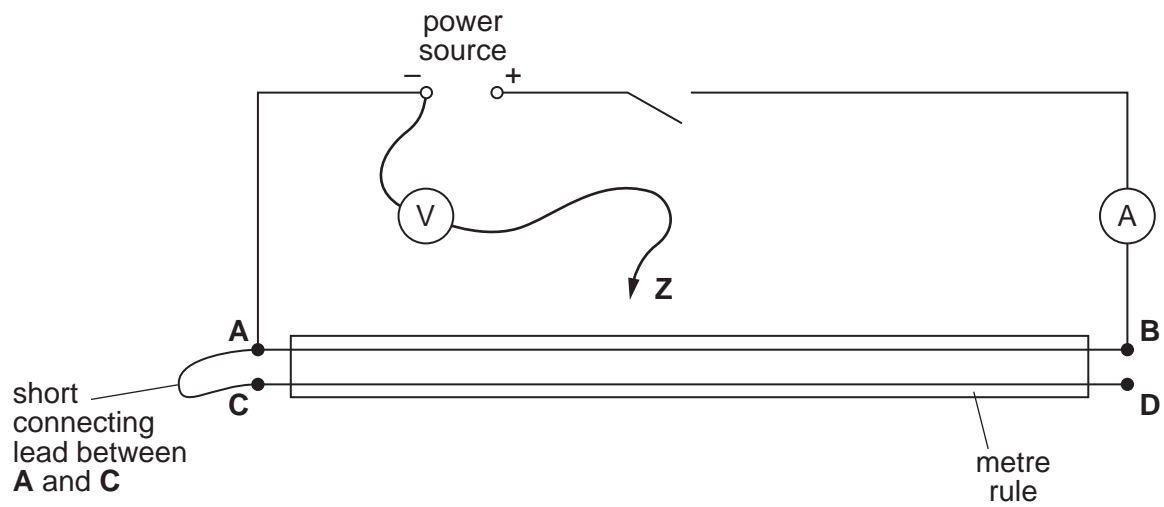 power
source
– +
V
A
Z
A
B
short
connecting
lead between
A and C
C
D
metre
rule